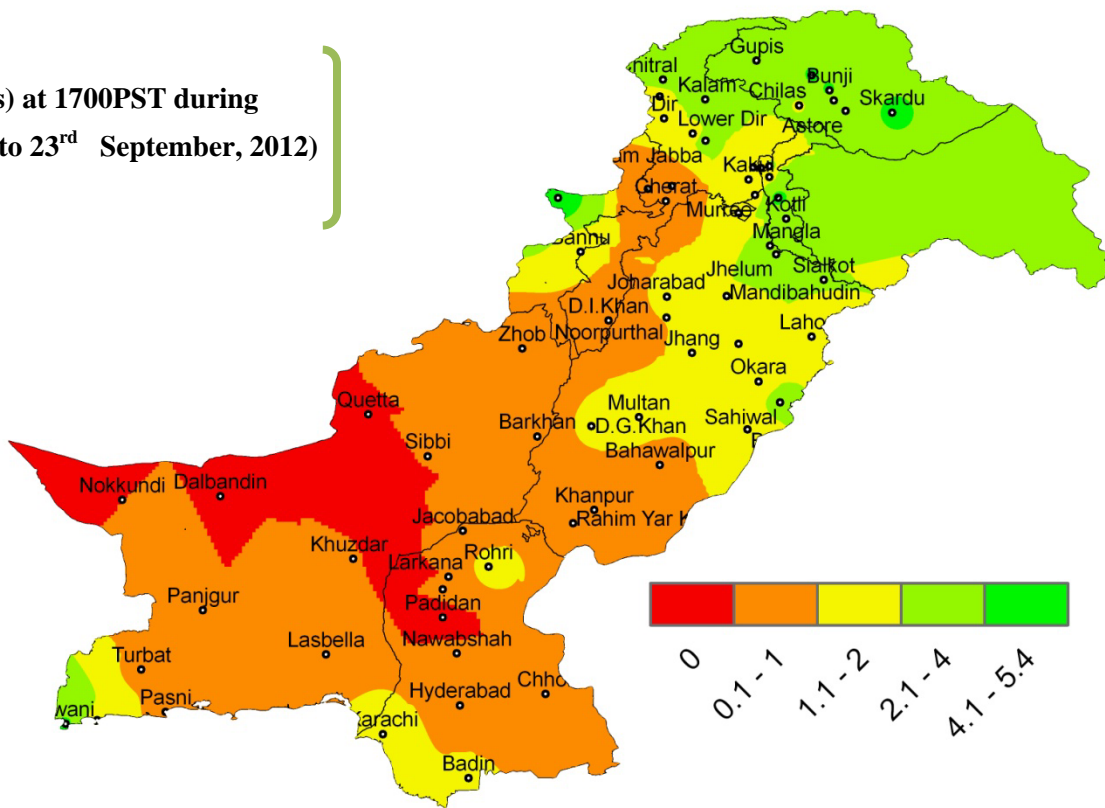 s) at 1700PST during
to 23rd September, 2012)
Gupis
Bunji
nitral
Kalam
Chilas
Skardu
Dir
Lower Dir
Astore
m Jabba
Cherat
Murree
Kotli
Mangla
Bannu
Jhelum
Sialkot
Joharabad
Mandibahudin
D.I.Khan
Laho
Noorpurthal
Zhob
Jhang
Okara
Quetta
Multan
Sahiwal
Barkhan
D.G.Khan
Sibbi
Bahawalpur
Nokkundi
Dalbandin
Khanpur
Rahim Yar K
Jacobabad
Khuzdar
Rohri
Larkana
Panjgur
Padidan
Lasbella
Nawabshah
Turbat
Pasni
Chho
Hyderabad
wani
arachi
Badin
0
0.1 - 1
1.1 - 2
2.1 - 4
4.1 - 5.4